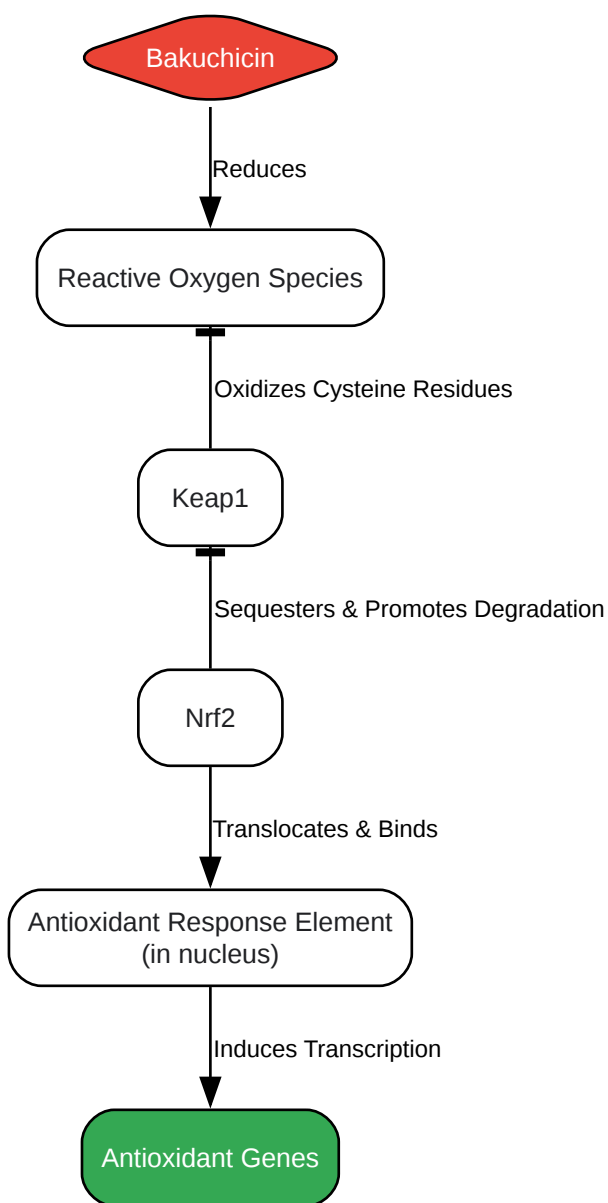 Bakuchicin
Reduces
Reactive Oxygen Species
Oxidizes Cysteine Residues
Keap1
Sequesters & Promotes Degradation
Nrf2
Translocates & Binds
Antioxidant Response Element
(in nucleus)
Induces Transcription
Antioxidant Genes